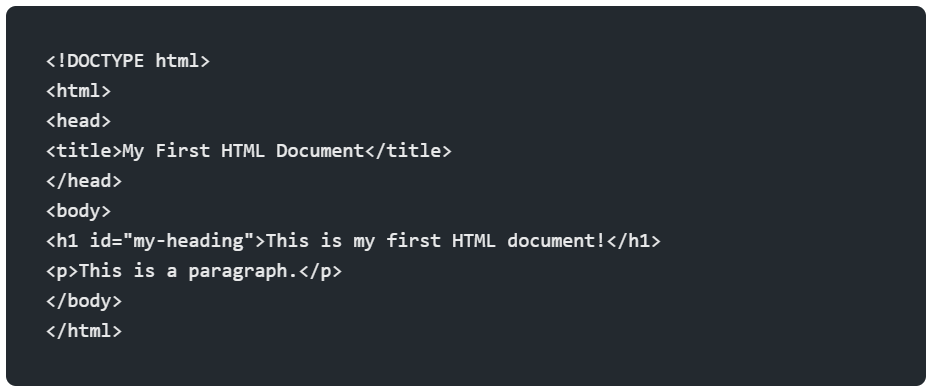 <!DOCTYPE html>
<html>
<head>
<title>My First HTML Document</title>
</head>
<body>
<h1 id="my-heading">This is my first HTML document!</h1>
<p>This is a paragraph.</p>
</body>
</html>